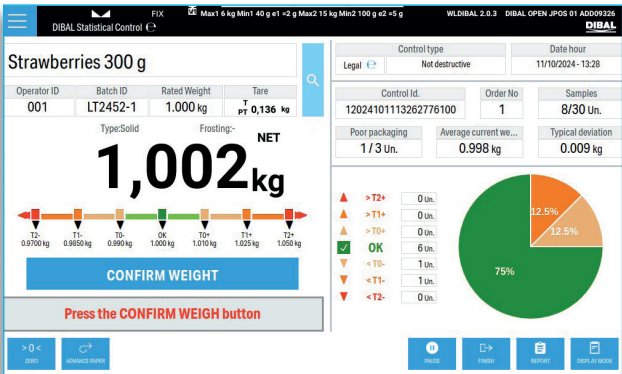 FIX
Max1 6 kg Min1 40 g e1 =2 g Max2 15 kg Min2 100 g e2 =5 g
WLDIBAL 2.0.3 DIBAL OPEN JPOS 01 ADD09326
DIBAL Statistical Control
DIBAL
Strawberries 300 g
Operator ID Batch ID Rated Weight Tare
001 LT2452-1 1.000 kg T PT 0,136 kg
Type:Solid Frosting:- NET
1,002 kg
T2- T1- T0- OK T0+ T1+ T2+
0.9700 kg 0.9850 kg 0.990 kg 1.000 kg 1.010 kg 1.025 kg 1.050 kg
CONFIRM WEIGHT
Press the CONFIRM WEIGH button
Control type Date hour
Legal Not destructive 11/10/2024 - 13:28
Control Id. Order No Samples
12024101113262776100 1 8/30 Un.
Poor packaging Average current we... Typical deviation
1 / 3 Un. 0.998 kg 0.009 kg
> T2+ 0 Un.
> T1+ 0 Un.
> T0+ 0 Un.
OK 6 Un.
< T0- 1 Un.
< T1- 1 Un.
< T2- 0 Un.
12.5%
12.5%
75%
> 0 <
ZERO ADVANCE PAPER PAUSE FINISH REPORT DISPLAY MODE